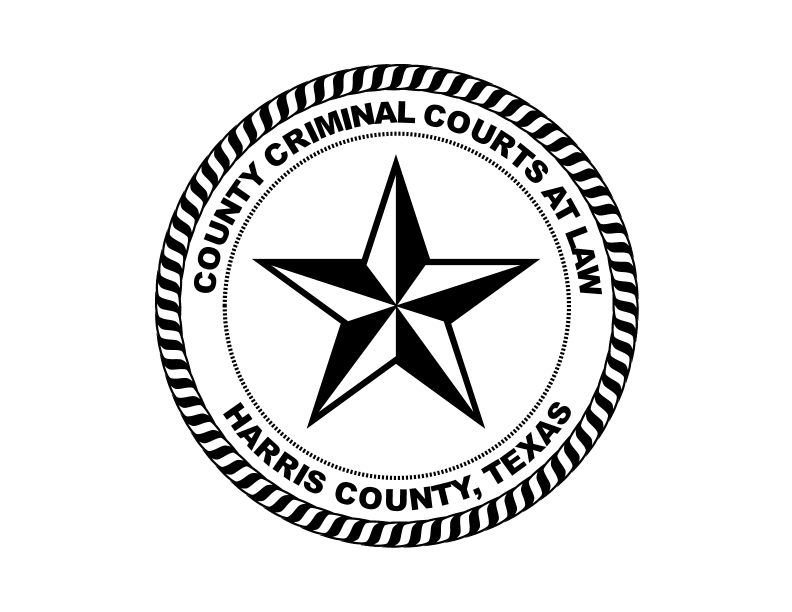 COUNTY CRIMINAL COURTS AT LAW
HARRIS COUNTY, TEXAS